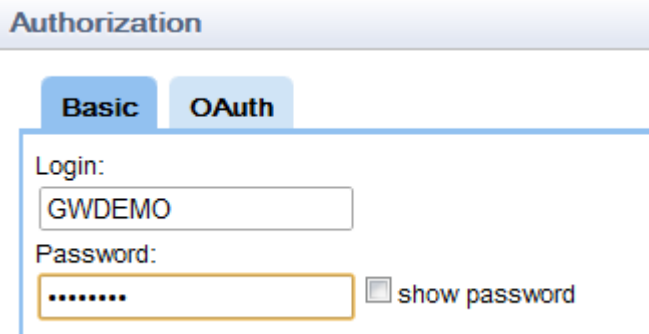 Authorization
Basic OAuth
Login:
GWDEMO
Password:
••••••••
show password